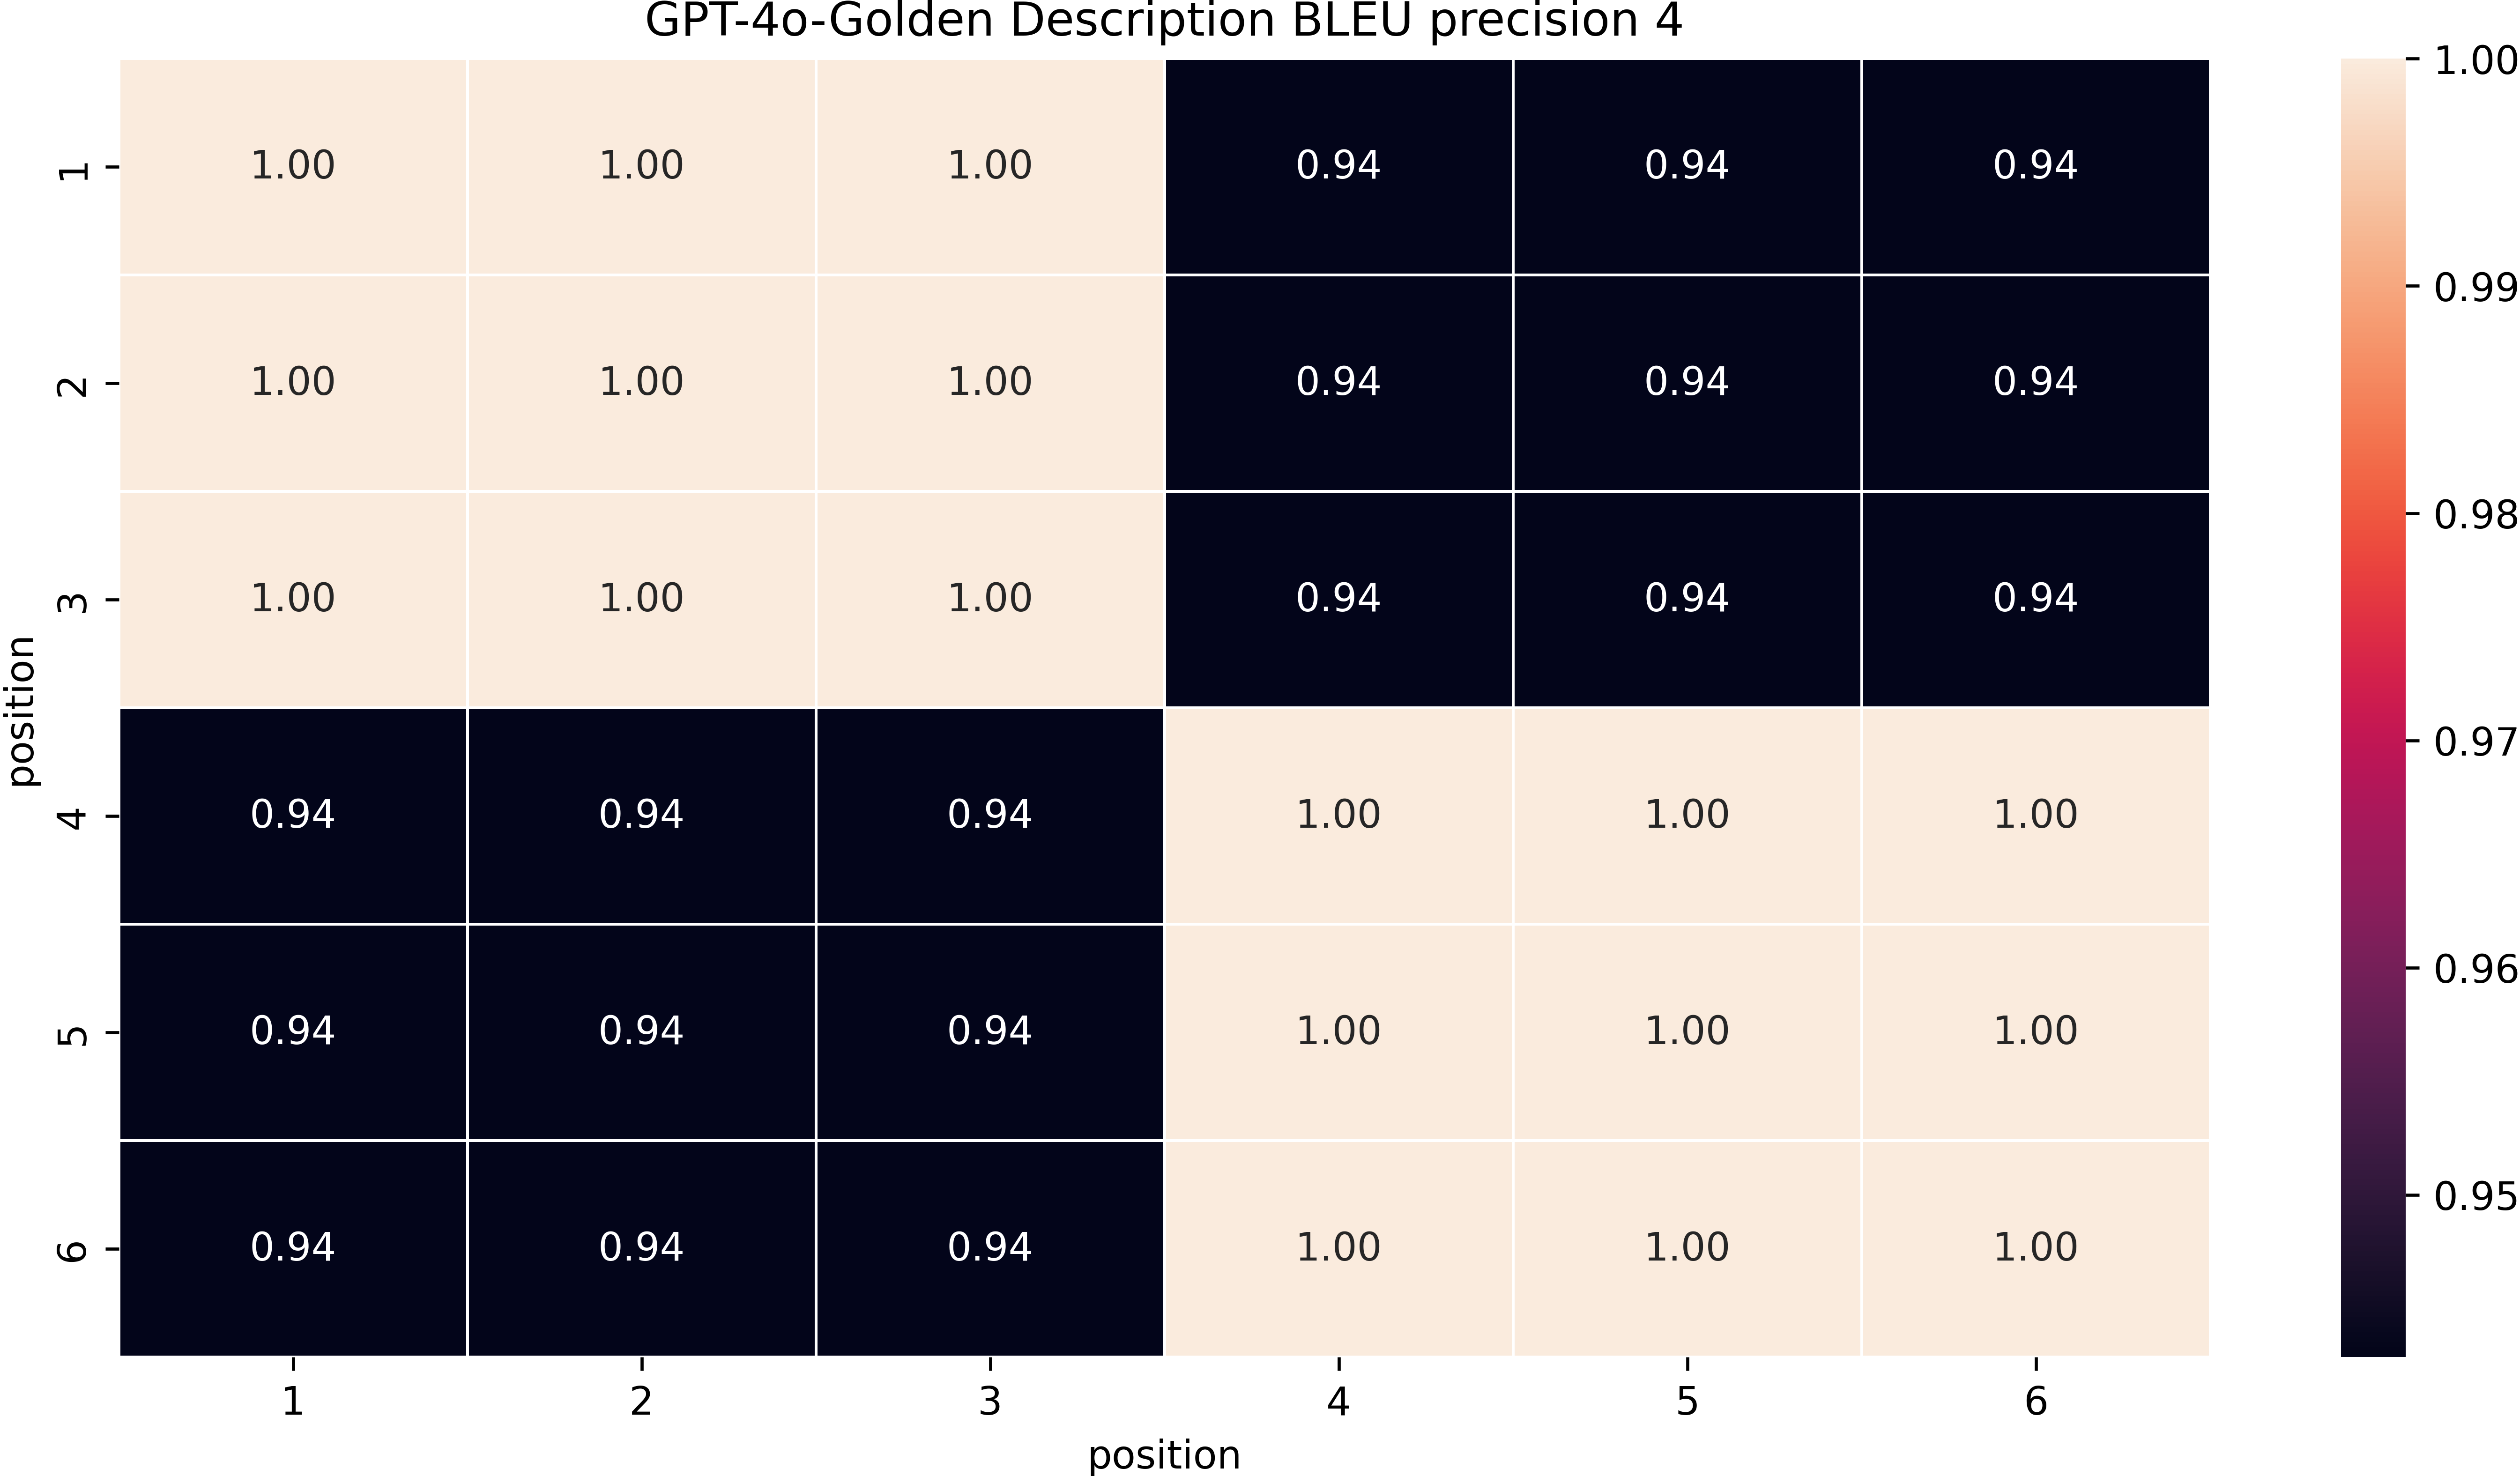 GPT-4o-Golden Description BLEU precision 4
1 1.00 1.00 1.00 0.94 0.94 0.94
2 1.00 1.00 1.00 0.94 0.94 0.94
3 1.00 1.00 1.00 0.94 0.94 0.94
4 0.94 0.94 0.94 1.00 1.00 1.00
5 0.94 0.94 0.94 1.00 1.00 1.00
6 0.94 0.94 0.94 1.00 1.00 1.00
position
1 2 3 4 5 6
position
1.00
0.99
0.98
0.97
0.96
0.95